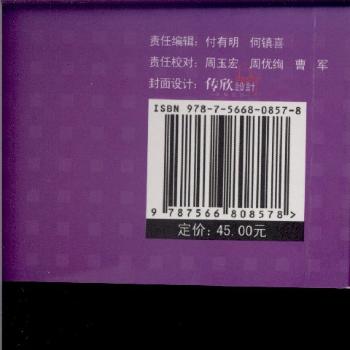 责任编辑：付有明 何镇喜
责任校对：周玉宏 周优绚 曹 军
封面设计：传欣設計
ISBN 978-7-5668-0857-8
9 787566 808578 >
定价：45.00元